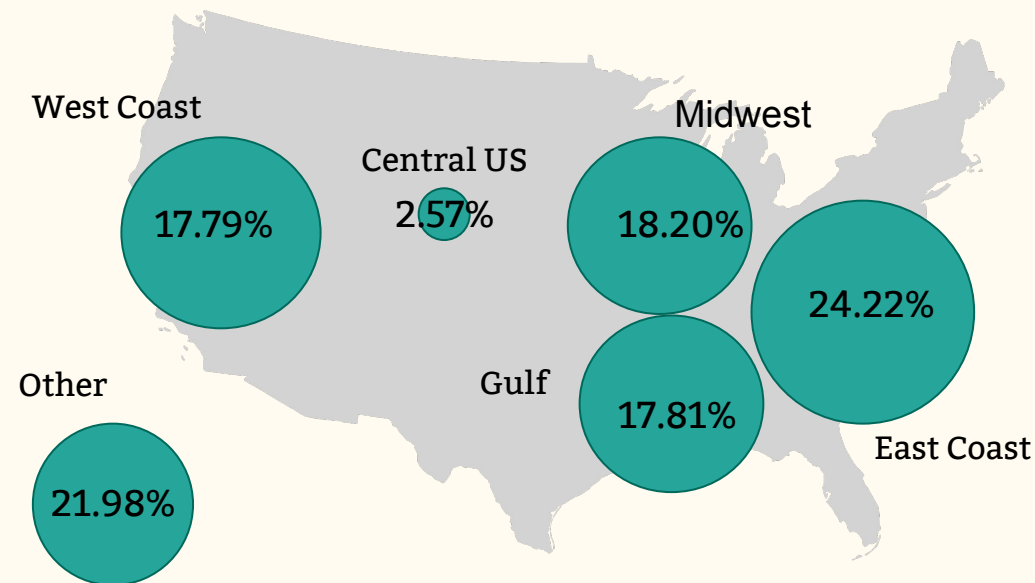 West Coast
17.79%
Central US
2.57%
Midwest
18.20%
24.22%
East Coast
Gulf
17.81%
Other
21.98%